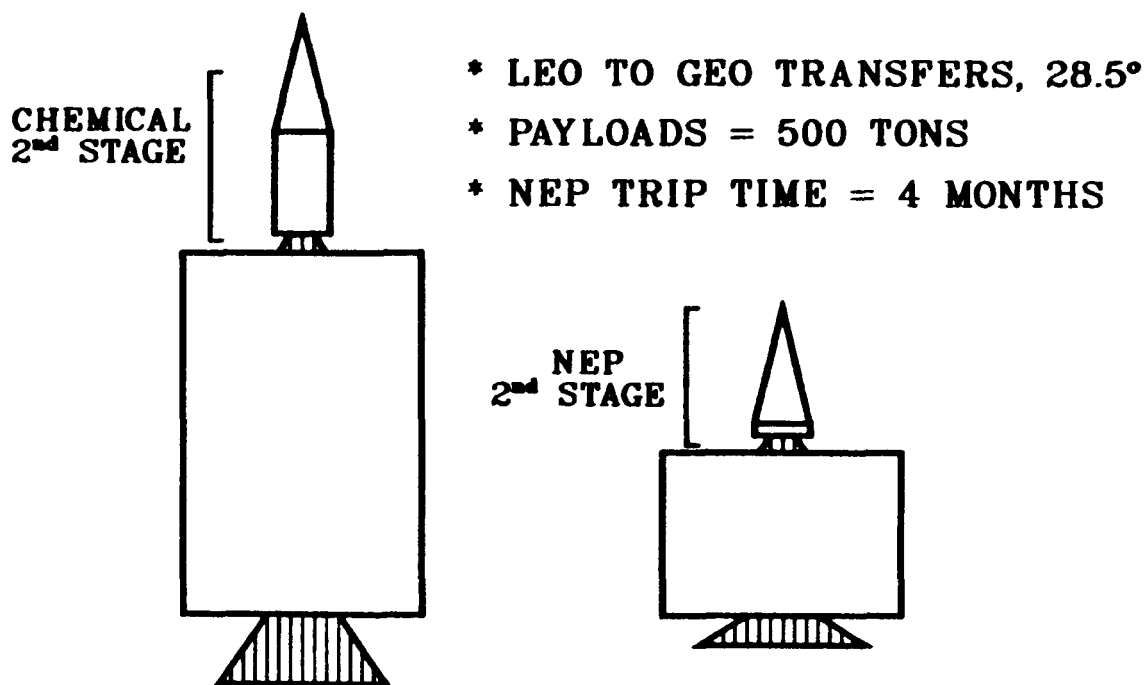 * LEO TO GEO TRANSFERS, 28.5°
* PAYLOADS = 500 TONS
* NEP TRIP TIME = 4 MONTHS
CHEMICAL
2nd STAGE
NEP
2nd STAGE